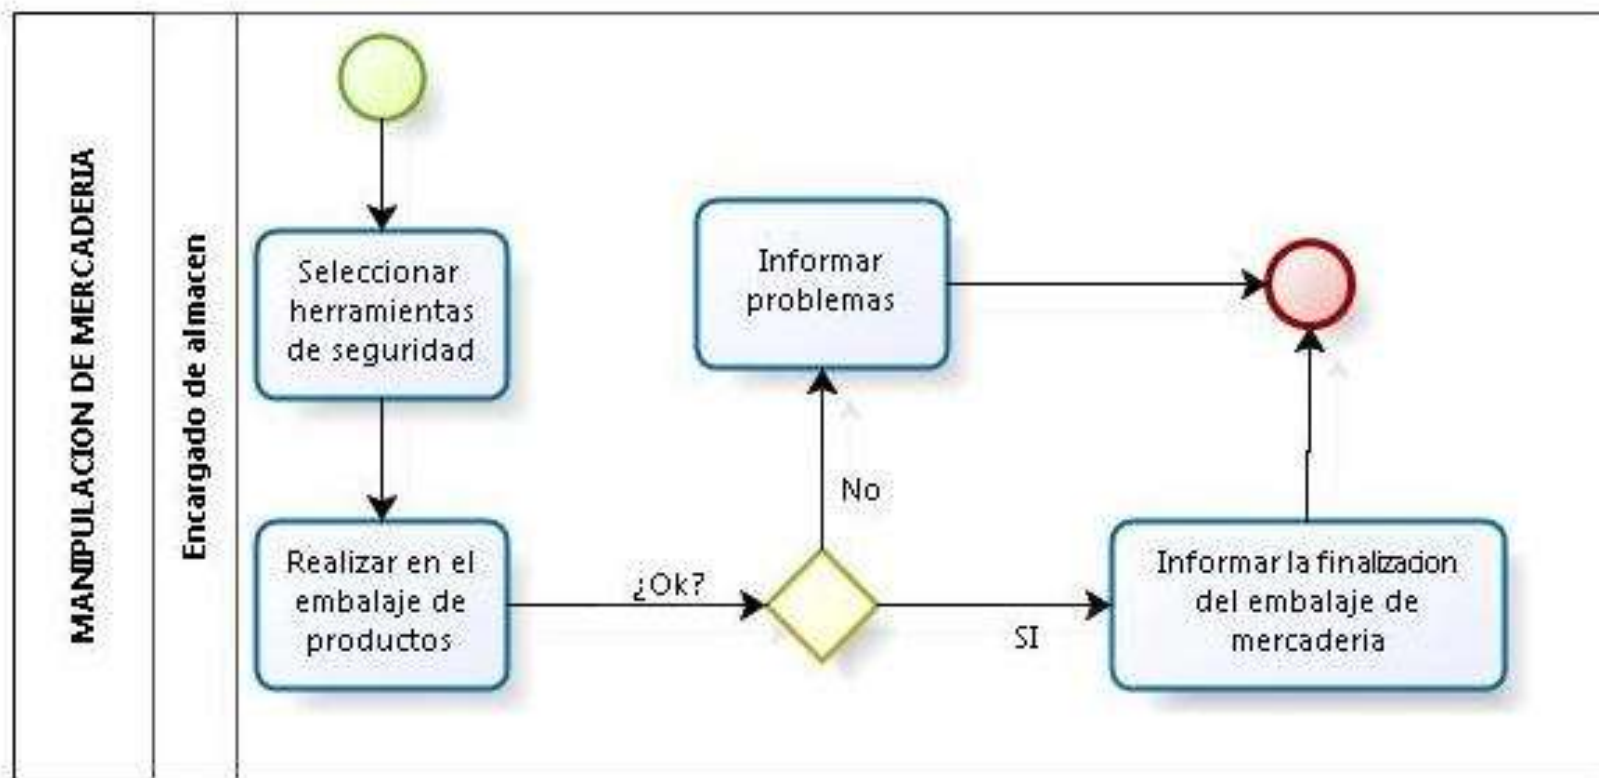 MANIPULACION DE MERCADERIA
Encargado de almacen
Seleccionar
herramientas
de seguridad
Realizar en el
embalaje de
productos
¿Ok?
No
SI
Informar
problemas
Informar la finalizacion
del embalaje de
mercaderia